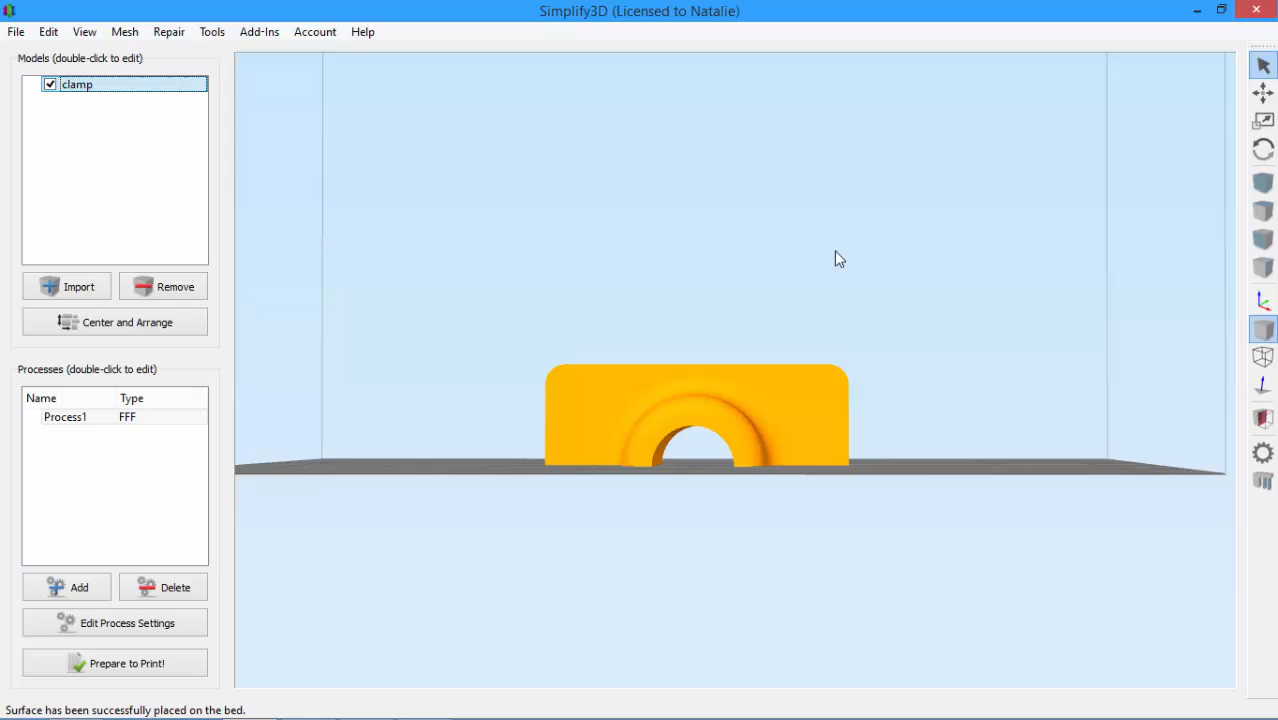 Simplify3D (Licensed to Natalie)
File Edit View Mesh Repair Tools Add-Ins Account Help
Models (double-click to edit)
clamp
Import Remove
Center and Arrange
Processes (double-click to edit)
Name Type
Process1 FFF
Add Delete
Edit Process Settings
Prepare to Print!
Surface has been successfully placed on the bed.